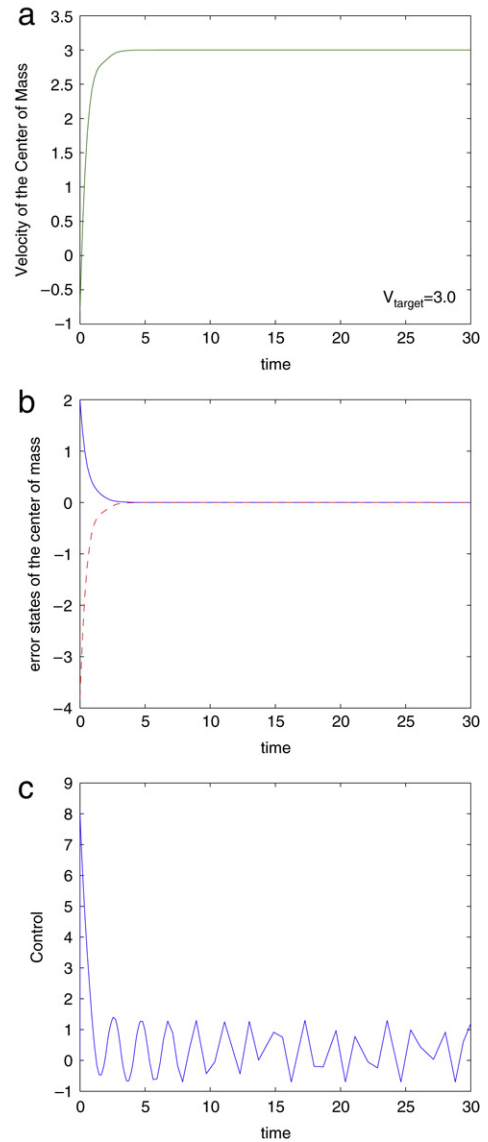 a
3.5
3
2.5
2
1.5
1
0.5
0
−0.5
−1
Velocity of the Center of Mass
V_target=3.0
0 5 10 15 20 25 30
time
b
2
1
0
−1
−2
−3
−4
error states of the center of mass
0 5 10 15 20 25 30
time
c
9
8
7
6
5
4
3
2
1
0
−1
Control
0 5 10 15 20 25 30
time